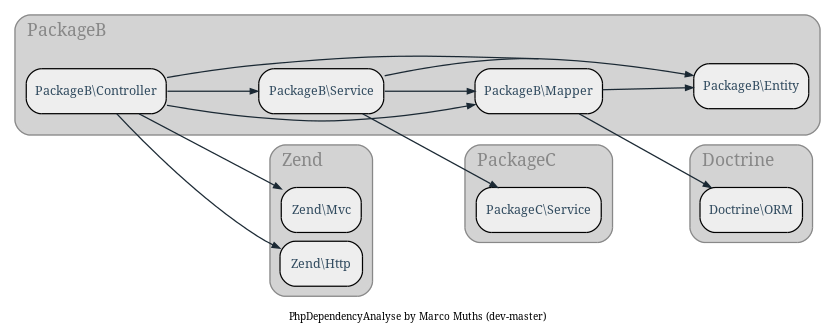 PackageB
PackageB\Controller
PackageB\Service
PackageB\Mapper
PackageB\Entity
Zend
PackageC
Doctrine
Zend\Mvc
PackageC\Service
Doctrine\ORM
Zend\Http
PhpDependencyAnalyse by Marco Muths (dev-master)